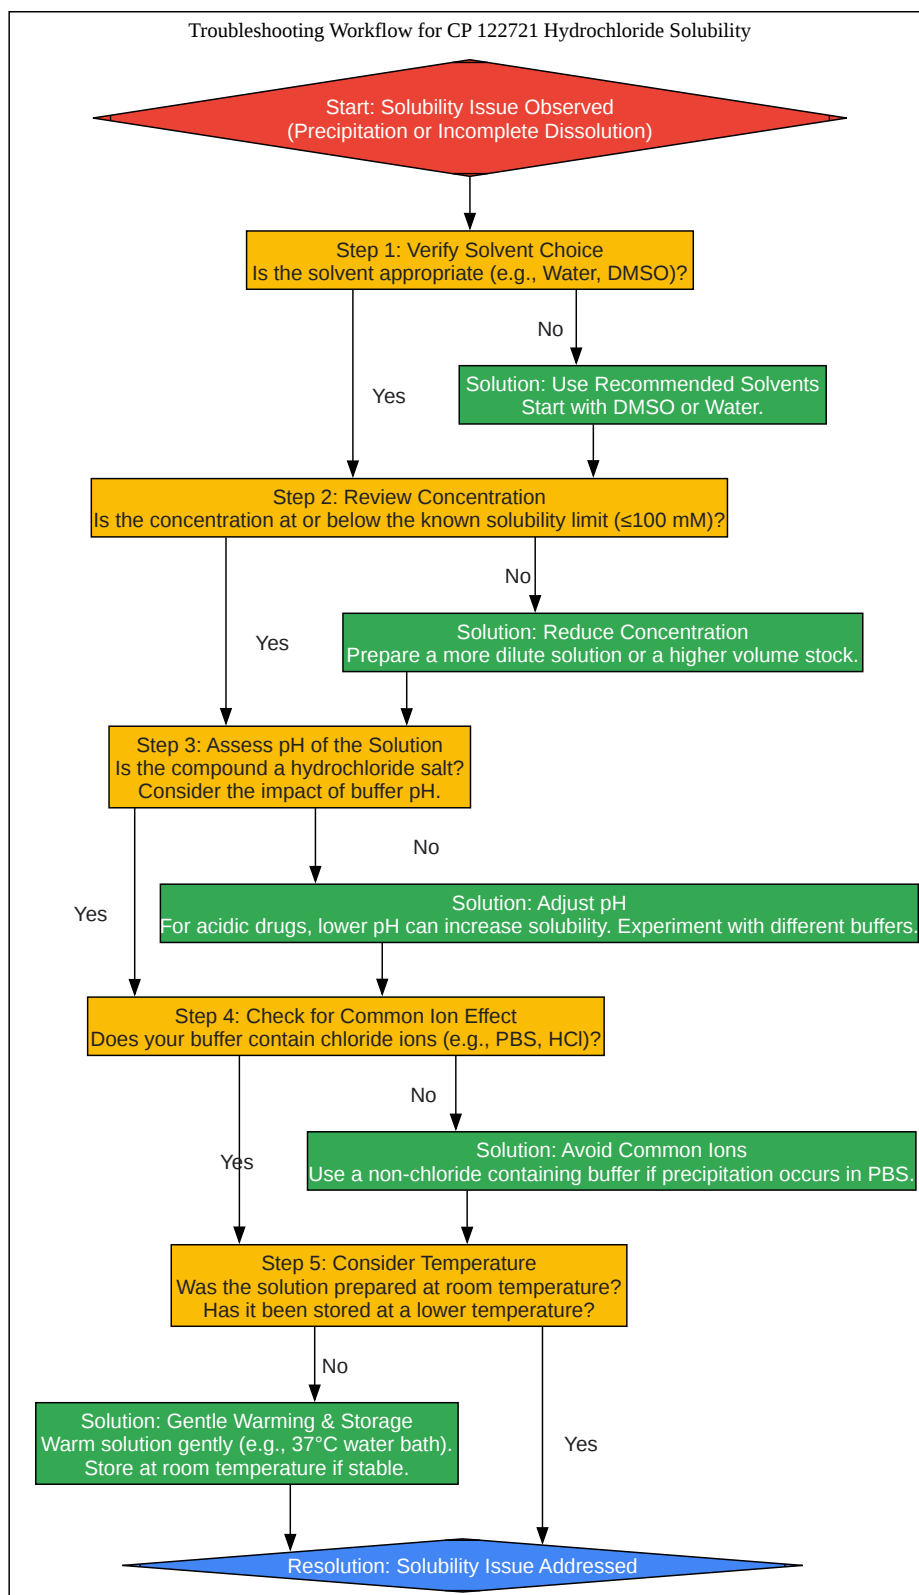 Troubleshooting Workflow for CP 122721 Hydrochloride Solubility
Start: Solubility Issue Observed
(Precipitation or Incomplete Dissolution)
Step 1: Verify Solvent Choice
Is the solvent appropriate (e.g., Water, DMSO)?
No
Solution: Use Recommended Solvents
Start with DMSO or Water.
Yes
Step 2: Review Concentration
Is the concentration at or below the known solubility limit (≤100 mM)?
No
Solution: Reduce Concentration
Prepare a more dilute solution or a higher volume stock.
Yes
Step 3: Assess pH of the Solution
Is the compound a hydrochloride salt?
Consider the impact of buffer pH.
No
Solution: Adjust pH
For acidic drugs, lower pH can increase solubility. Experiment with different buffers.
Yes
Step 4: Check for Common Ion Effect
Does your buffer contain chloride ions (e.g., PBS, HCl)?
No
Solution: Avoid Common Ions
Use a non-chloride containing buffer if precipitation occurs in PBS.
Yes
Step 5: Consider Temperature
Was the solution prepared at room temperature?
Has it been stored at a lower temperature?
No
Solution: Gentle Warming & Storage
Warm solution gently (e.g., 37°C water bath).
Store at room temperature if stable.
Yes
Resolution: Solubility Issue Addressed